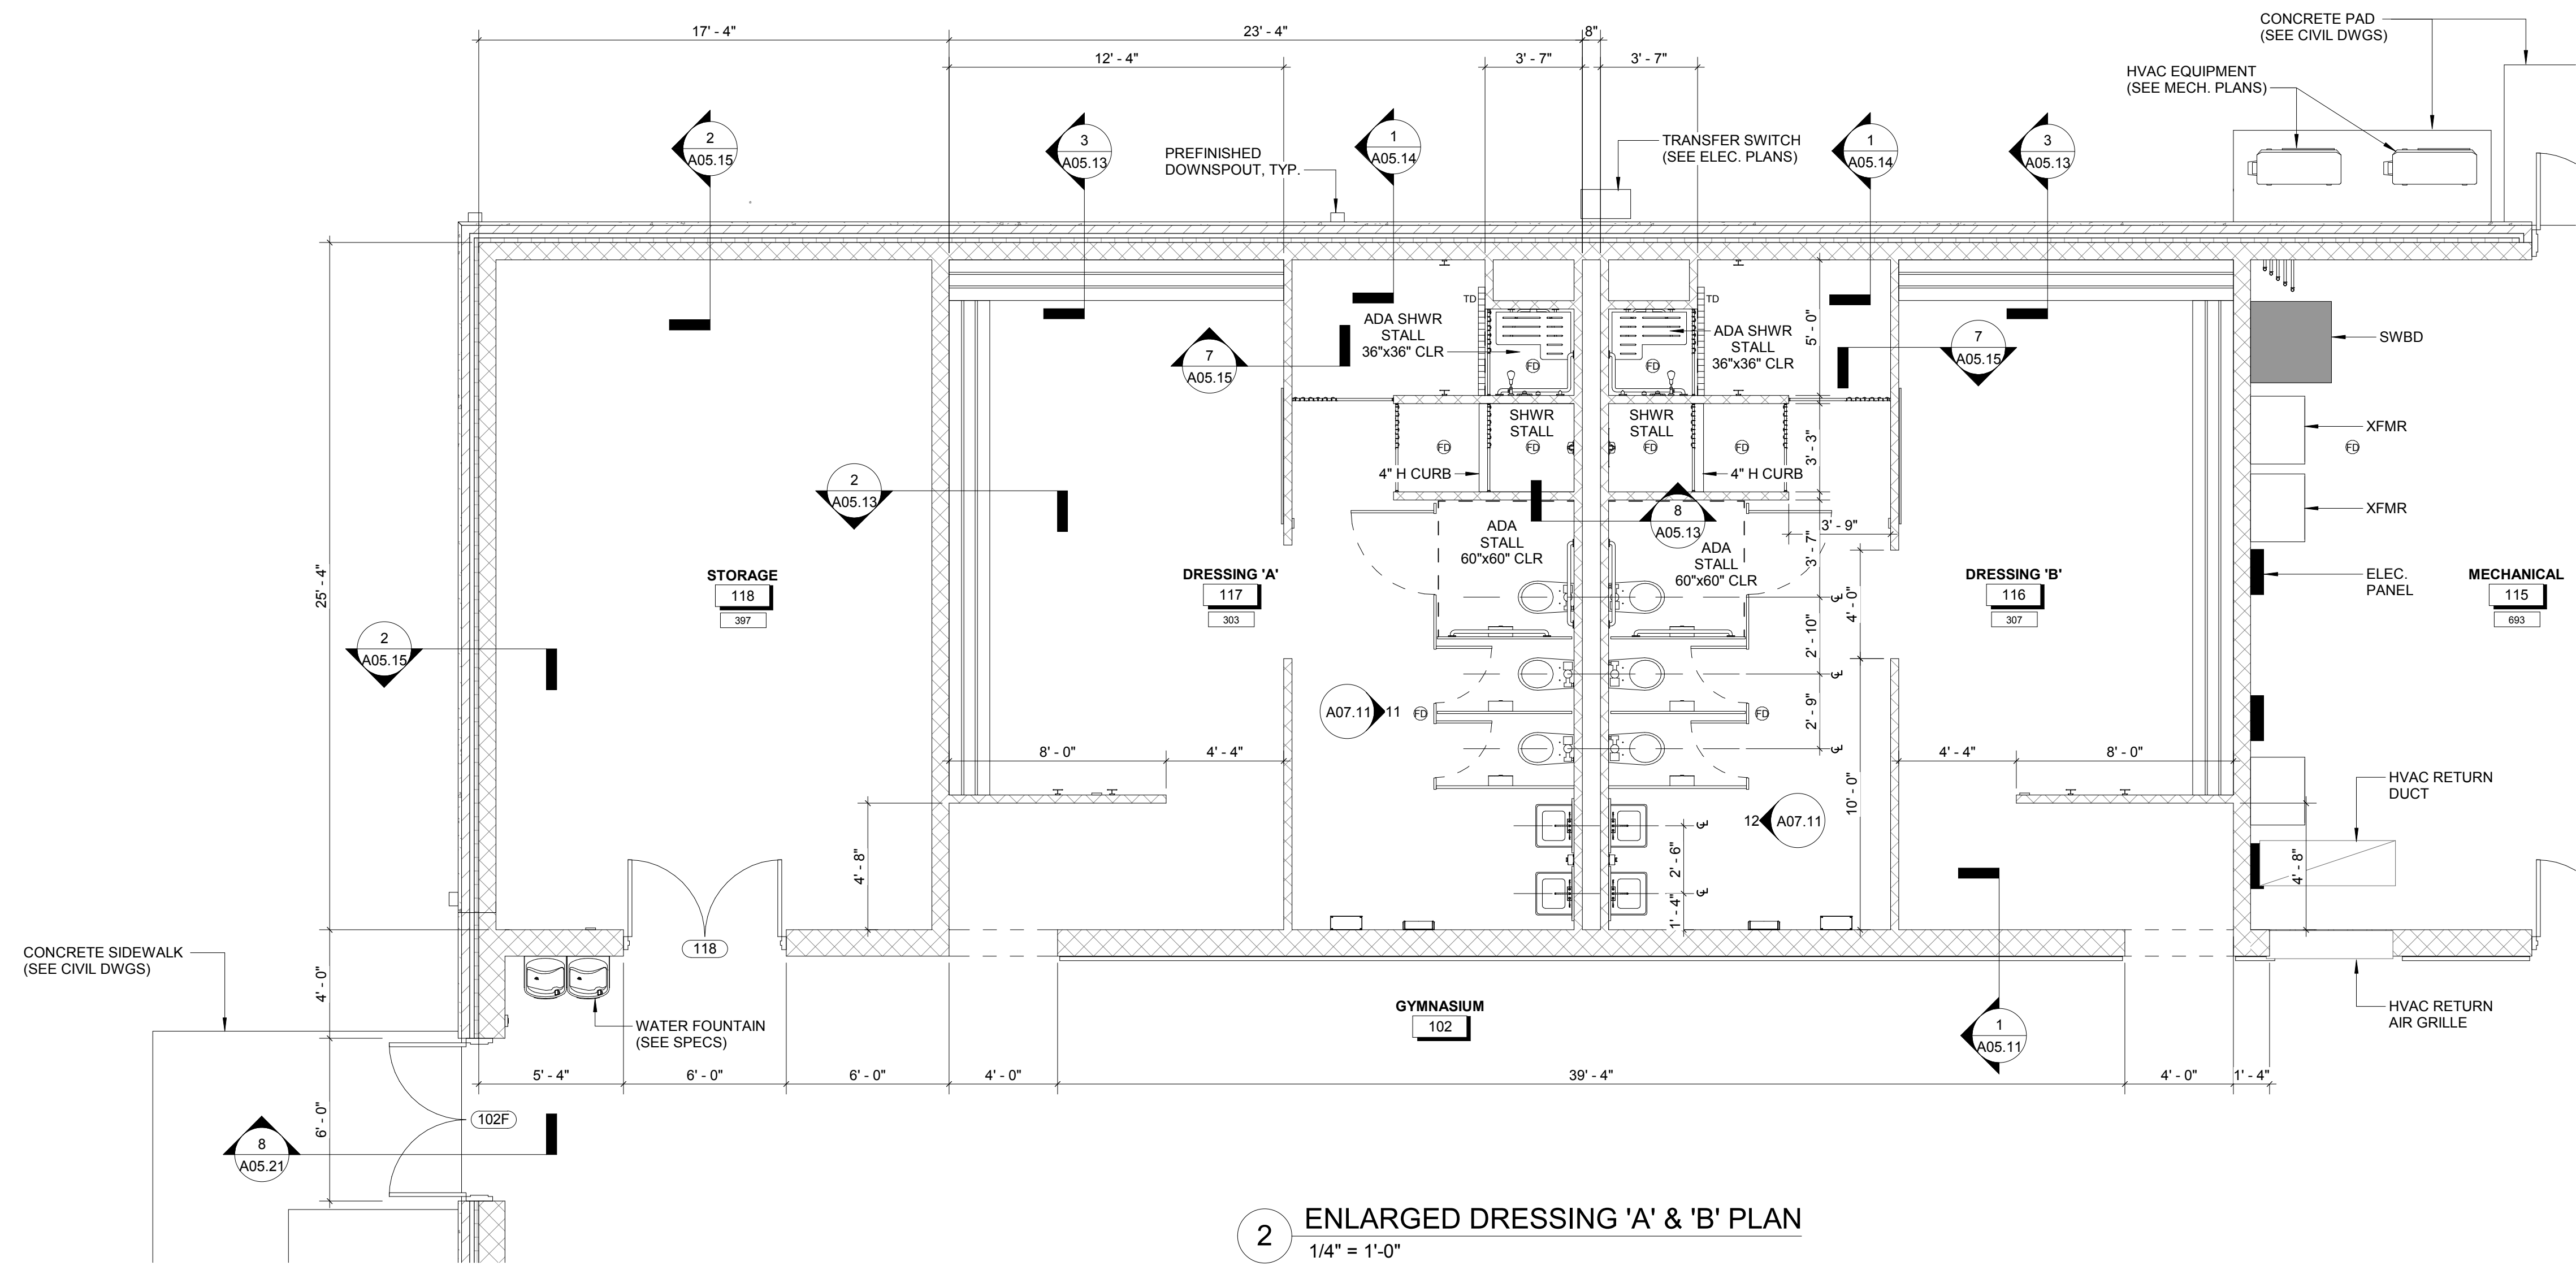 17' - 4"
23' - 4"
8"
12' - 4"
3' - 7"
3' - 7"
CONCRETE PAD
(SEE CIVIL DWGS)
HVAC EQUIPMENT
(SEE MECH. PLANS)
2
A05.15
3
A05.13
PREFINISHED
DOWNSPOUT, TYP.
1
A05.14
TRANSFER SWITCH
(SEE ELEC. PLANS)
1
A05.14
3
A05.13
TD
ADA SHWR
STALL
36"x36" CLR
TD
ADA SHWR
STALL
36"x36" CLR
5' - 0"
7
A05.15
7
A05.15
FD
FD
SWBD
SHWR
STALL
SHWR
STALL
FD
FD
FD
FD
3' - 3"
XFMR
FD
XFMR
4" H CURB
4" H CURB
2
A05.13
8
A05.13
3' - 9"
ADA
STALL
60"x60" CLR
ADA
STALL
60"x60" CLR
3' - 7"
25' - 4"
STORAGE
118
397
DRESSING 'A'
117
303
DRESSING 'B'
116
307
ELEC.
PANEL
MECHANICAL
115
693
4' - 0"
2' - 10"
2
A05.15
A07.11
11
FD
FD
2' - 9"
8' - 0"
4' - 4"
4' - 4"
8' - 0"
HVAC RETURN
DUCT
10' - 0"
12
A07.11
4' - 8"
2' - 6"
4' - 8"
1' - 4"
118
CONCRETE SIDEWALK
(SEE CIVIL DWGS)
4' - 0"
WATER FOUNTAIN
(SEE SPECS)
GYMNASIUM
102
HVAC RETURN
AIR GRILLE
1
A05.11
5' - 4"
6' - 0"
6' - 0"
4' - 0"
39' - 4"
4' - 0"
1' - 4"
6' - 0"
102F
8
A05.21
2
ENLARGED DRESSING 'A' & 'B' PLAN
1/4" = 1'-0"